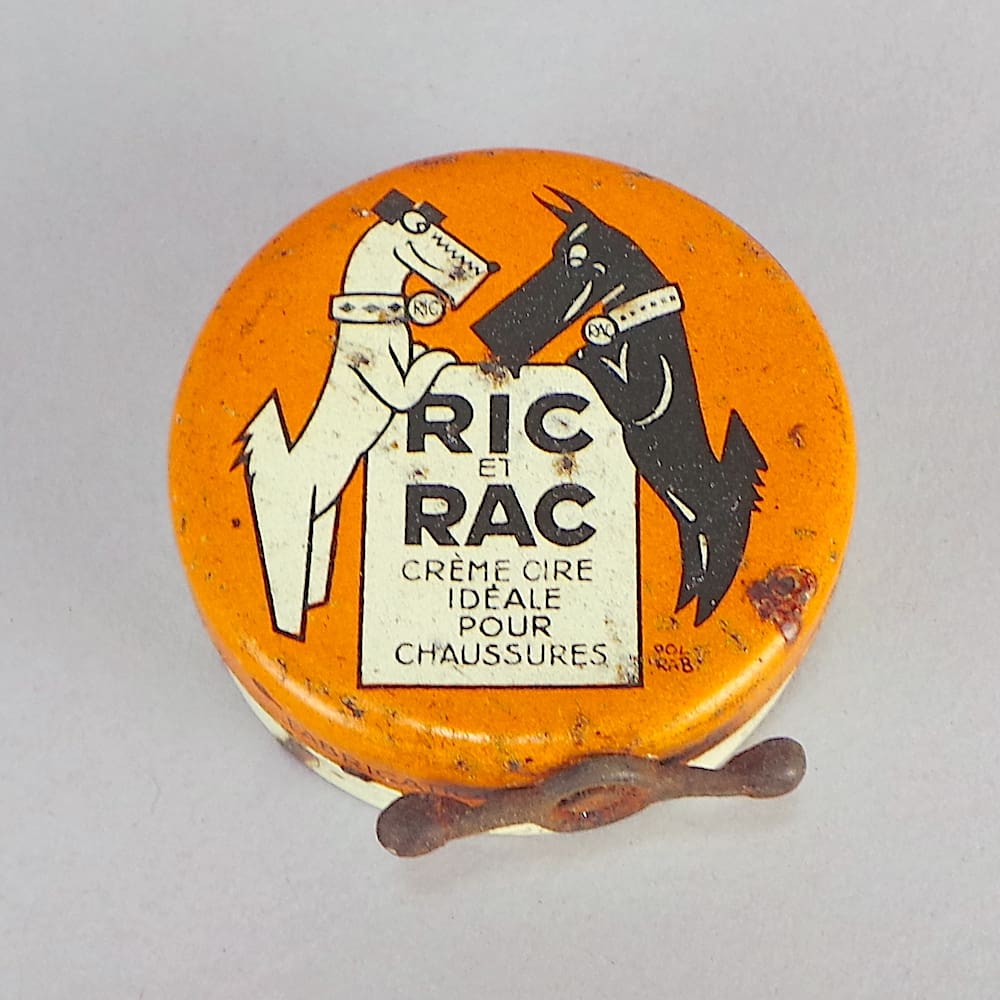 RIC
RAC
RIC
ET
RAC
CRÈME CIRE
IDÉALE
POUR
CHAUSSURES
POL
RAB